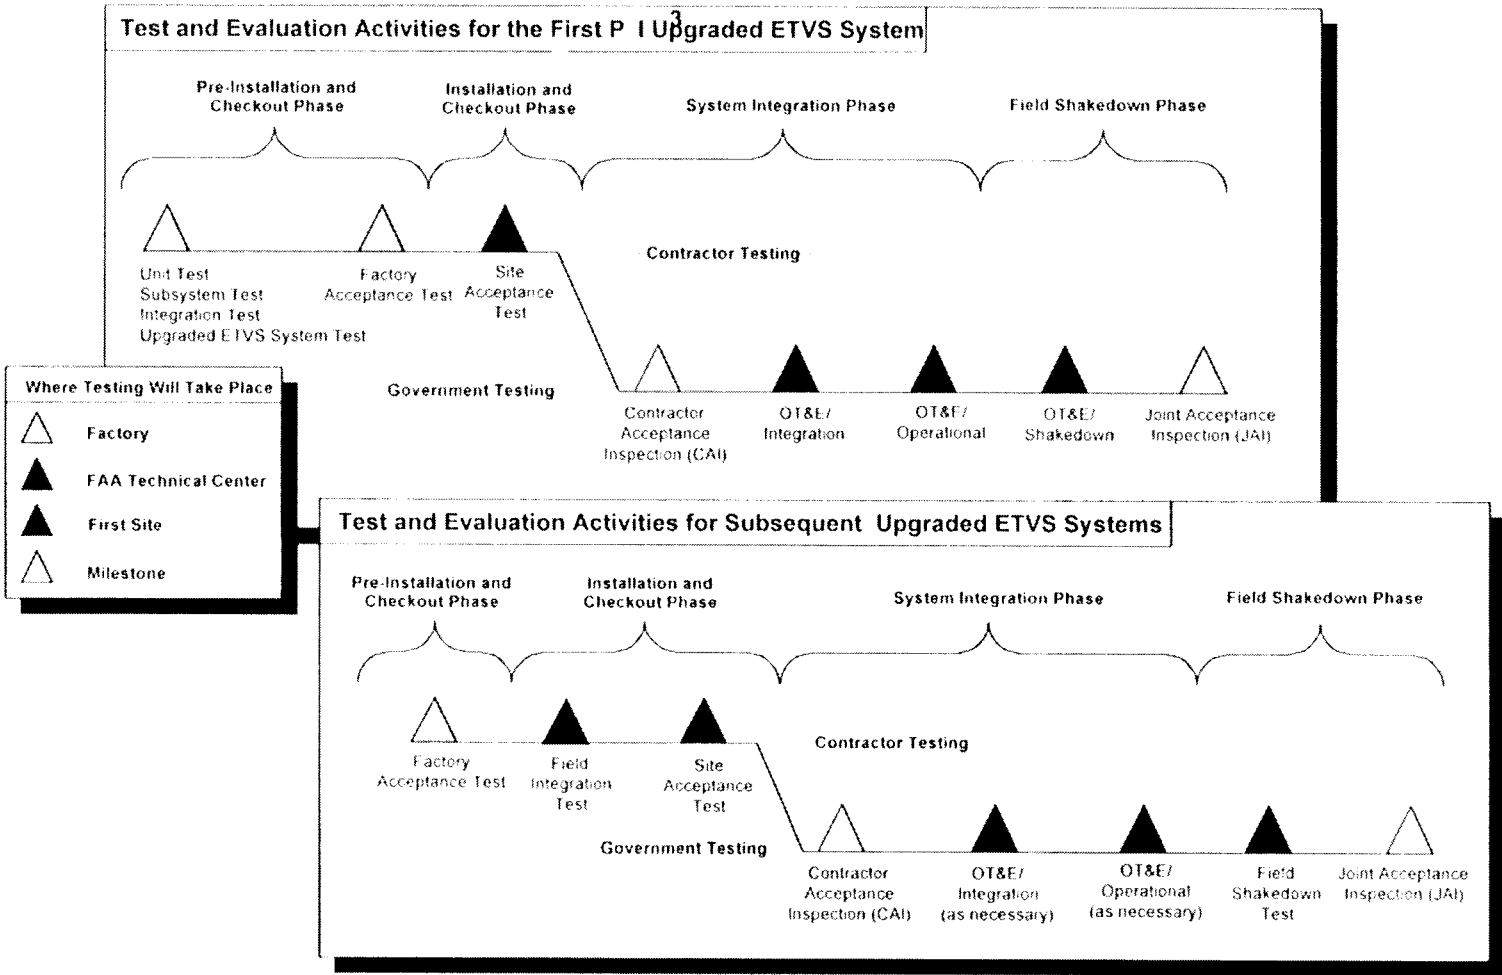 Test and Evaluation Activities for the First P3I Upgraded ETVS System
Pre-Installation and
Checkout Phase
Installation and
Checkout Phase
System Integration Phase
Field Shakedown Phase
Contractor Testing
Unit Test
Subsystem Test
Integration Test
Upgraded ETVS System Test
Factory
Acceptance Test
Site
Acceptance
Test
Government Testing
Contractor
Acceptance
Inspection (CAI)
OT&E/
Integration
OT&E/
Operational
OT&E/
Shakedown
Joint Acceptance
Inspection (JAI)
Where Testing Will Take Place
Factory
FAA Technical Center
First Site
Milestone
Test and Evaluation Activities for Subsequent Upgraded ETVS Systems
Pre-Installation and
Checkout Phase
Installation and
Checkout Phase
System Integration Phase
Field Shakedown Phase
Factory
Acceptance Test
Field
Integration
Test
Site
Acceptance
Test
Contractor Testing
Government Testing
Contractor
Acceptance
Inspection (CAI)
OT&E/
Integration
(as necessary)
OT&E/
Operational
(as necessary)
Field
Shakedown
Test
Joint Acceptance
Inspection (JAI)